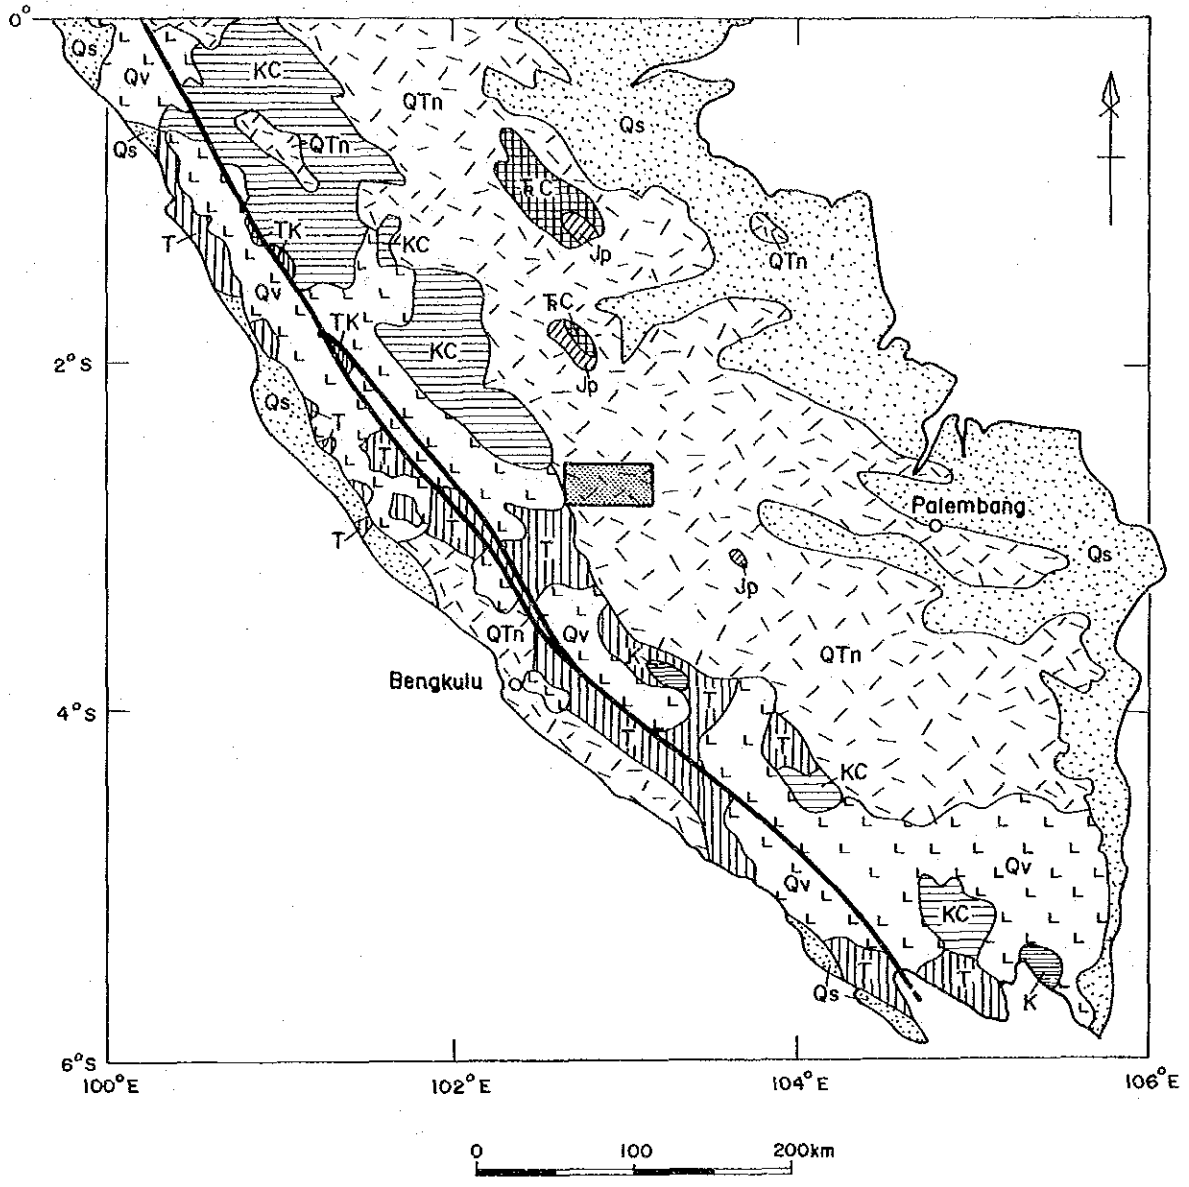 0°
Qs
Qv
KC
QTn
Qs
QTn
Qs
TRC
Jp
QTn
KC
TK
T
Qv
TRC
TK
KC
Jp
2°S
Qs
T
T
Palembang
T
T
T
Qs
Jp
QTn
Qv
K
QTn
Bengkulu
T
4°S
T
T
KC
Qv
Qv
KC
T
T
Qs
K
6°S
100°E
102°E
104°E
106°E
0
100
200km